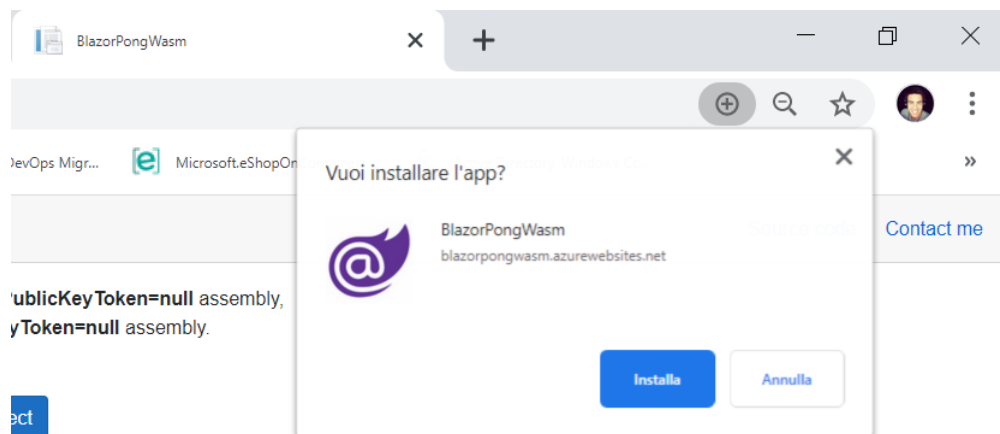 BlazorPongWasm
DevOps Migr...
Microsoft.eShopOn
Vuoi installare l'app?
BlazorPongWasm
blazorpongwasm.azurewebsites.net
Contact me
PublicKeyToken=null assembly,
yToken=null assembly.
Installa
Annulla
ect